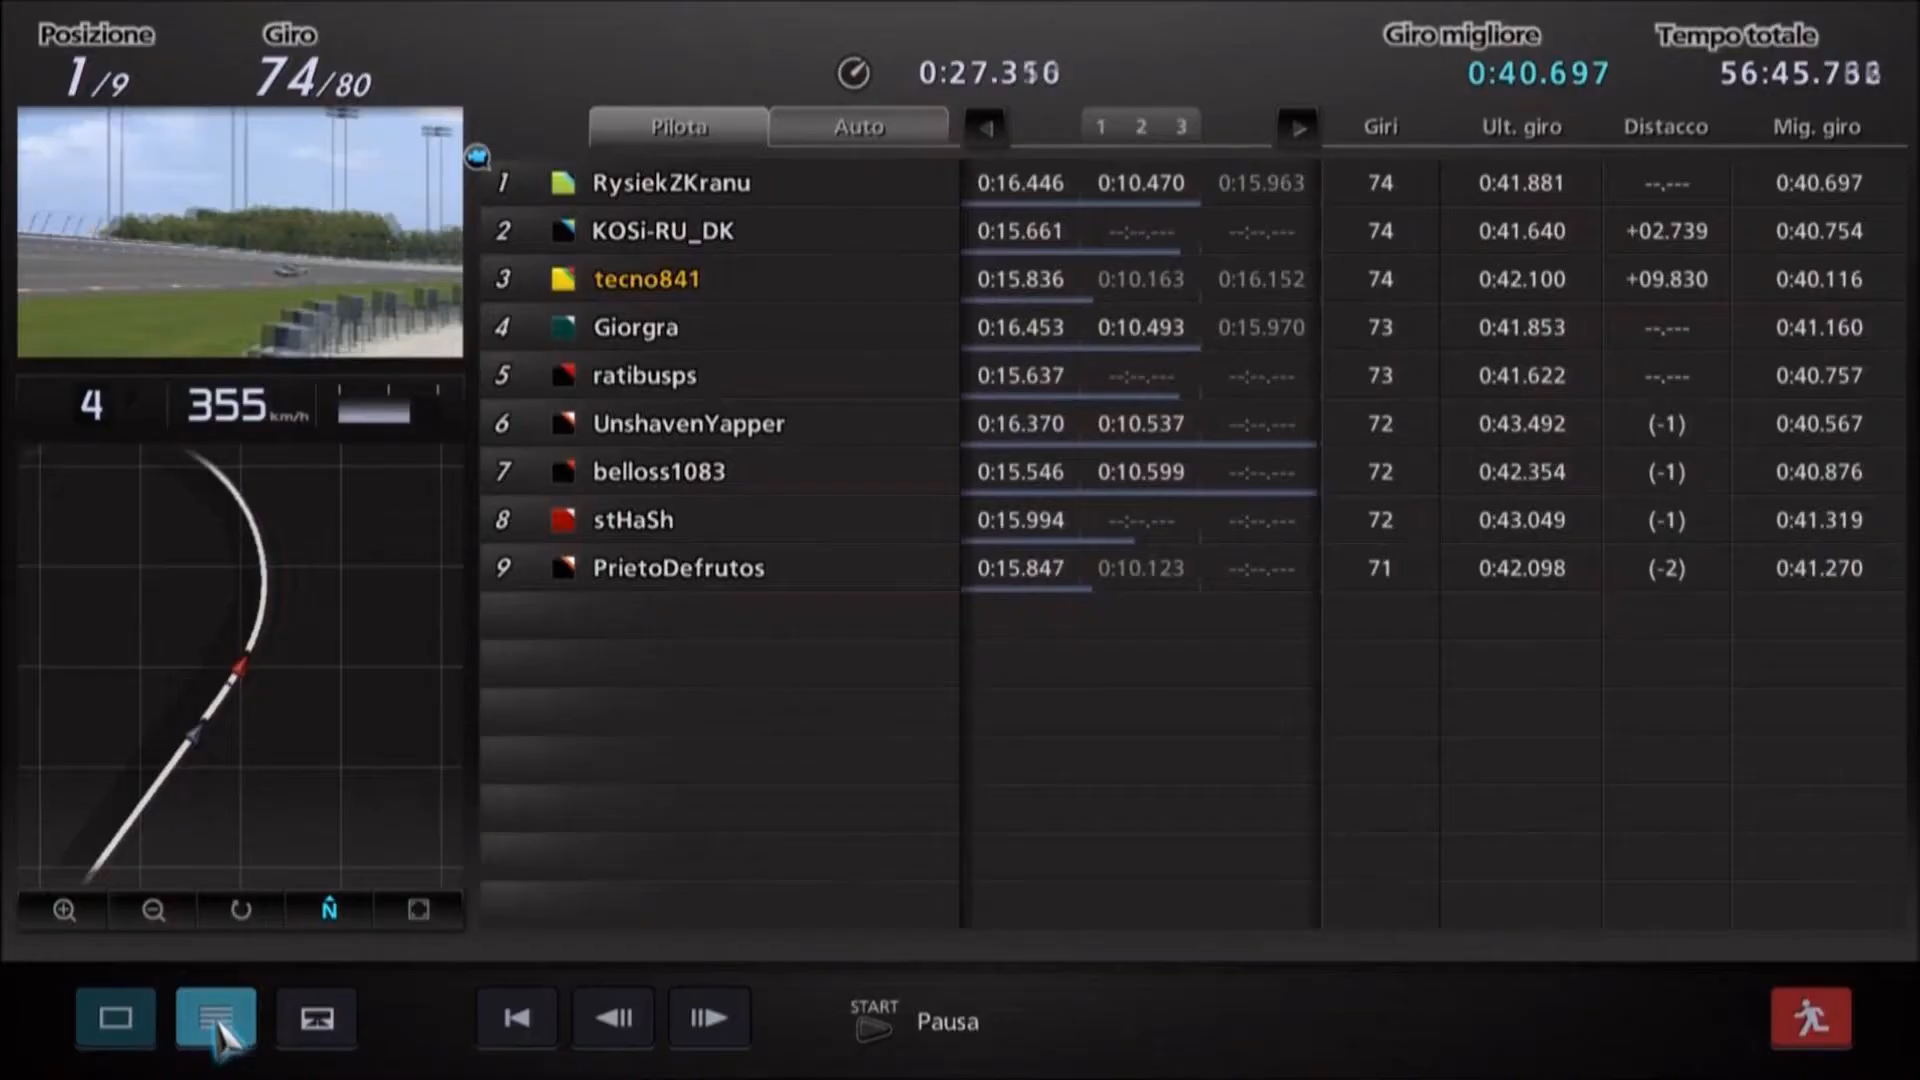 Posizione Giro Giro migliore Tempo totale
1/9 74/80 0:27.350 0:40.697 56:45.788
Pilota Auto 1 2 3 Giri Ult. giro Distacco Mig. giro
1 RysiekZKranu 0:16.446 0:10.470 0:15.963 74 0:41.881 --.--- 0:40.697
2 KOSi-RU_DK 0:15.661 --:--.--- --:--.--- 74 0:41.640 +02.739 0:40.754
3 tecno841 0:15.836 0:10.163 0:16.152 74 0:42.100 +09.830 0:40.116
4 Giorgra 0:16.453 0:10.493 0:15.970 73 0:41.853 --.--- 0:41.160
5 ratibusps 0:15.637 --:--.--- --:--.--- 73 0:41.622 --.--- 0:40.757
6 UnshavenYapper 0:16.370 0:10.537 --:--.--- 72 0:43.492 (-1) 0:40.567
7 belloss1083 0:15.546 0:10.599 --:--.--- 72 0:42.354 (-1) 0:40.876
8 stHaSh 0:15.994 --:--.--- --:--.--- 72 0:43.049 (-1) 0:41.319
9 PrietoDefrutos 0:15.847 0:10.123 --:--.--- 71 0:42.098 (-2) 0:41.270
4 355 km/h
N
START
Pausa